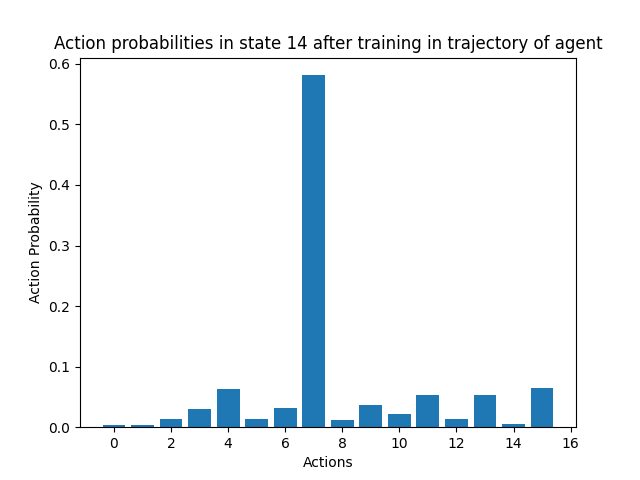 Action probabilities in state 14 after training in trajectory of agent
0.6
0.5
0.4
0.3
0.2
0.1
0.0
Action Probability
0 2 4 6 8 10 12 14 16
Actions